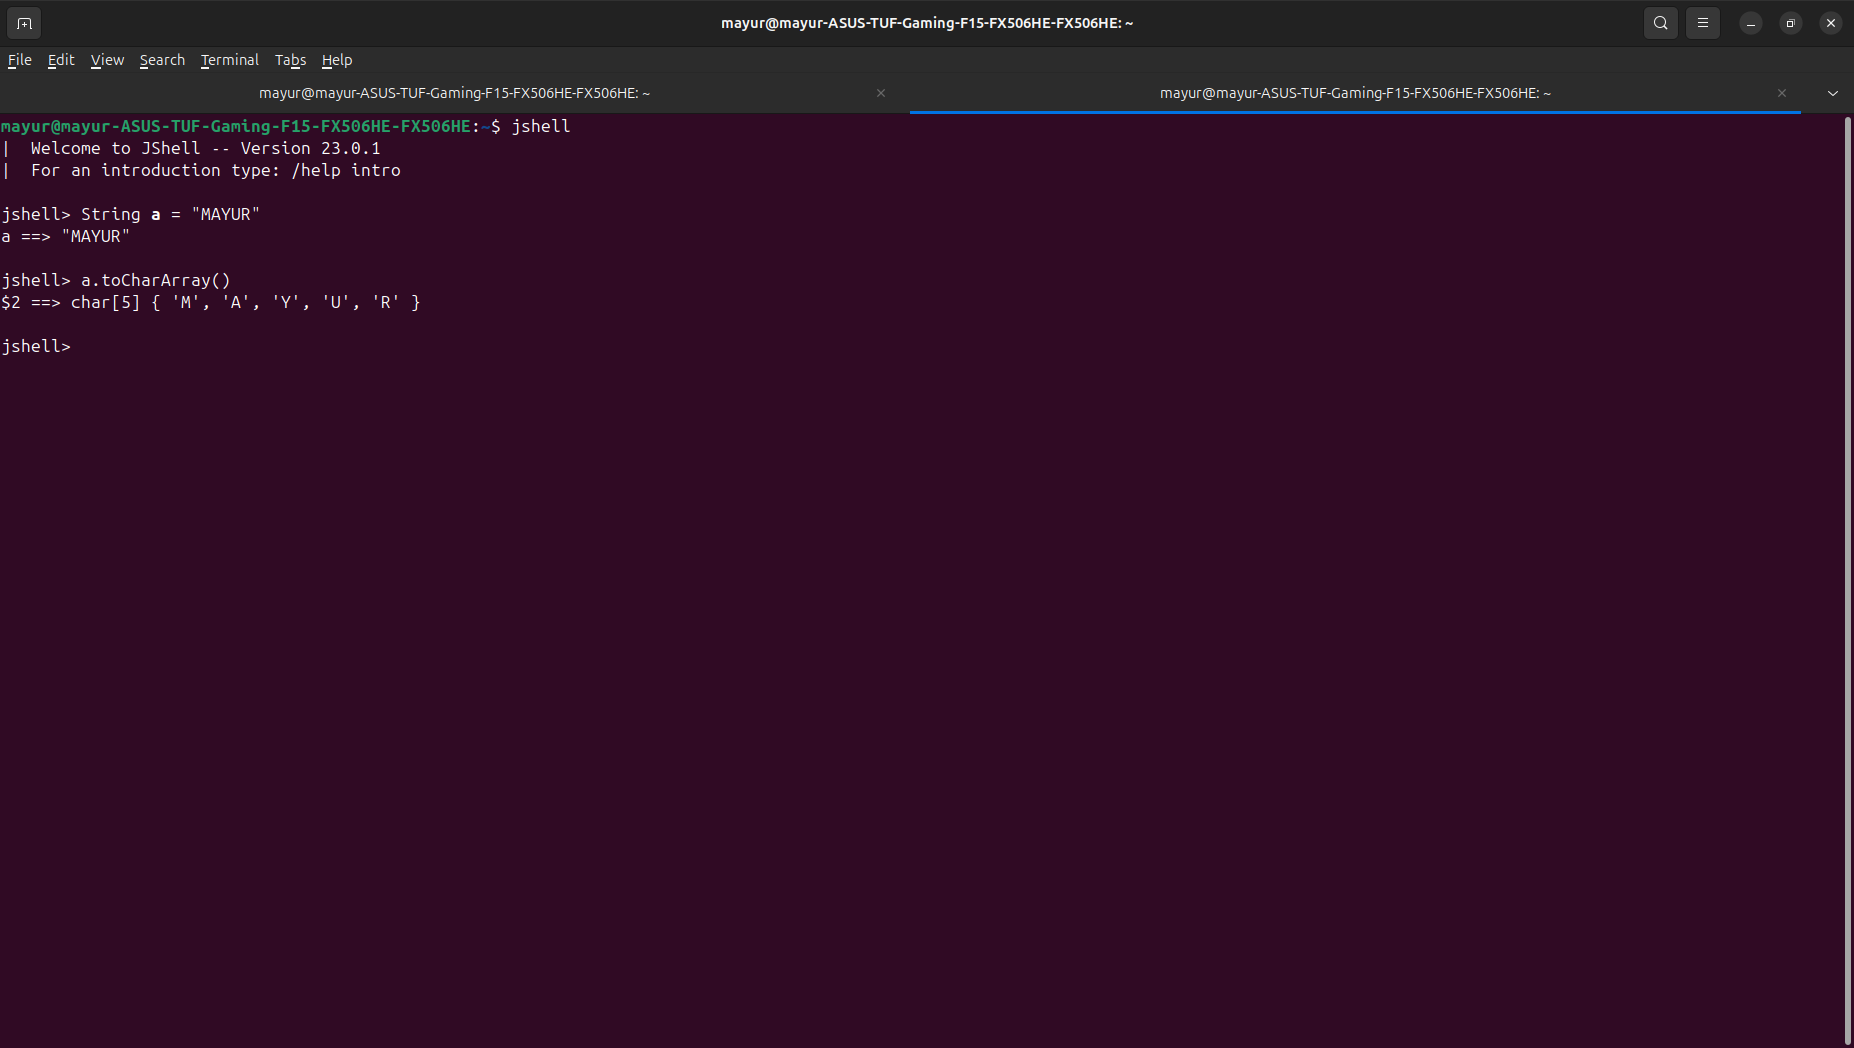 mayur@mayur-ASUS-TUF-Gaming-F15-FX506HE-FX506HE: ~
File Edit View Search Terminal Tabs Help
mayur@mayur-ASUS-TUF-Gaming-F15-FX506HE-FX506HE: ~ mayur@mayur-ASUS-TUF-Gaming-F15-FX506HE-FX506HE: ~
mayur@mayur-ASUS-TUF-Gaming-F15-FX506HE-FX506HE:~$ jshell
|  Welcome to JShell -- Version 23.0.1
|  For an introduction type: /help intro
jshell> String a = "MAYUR"
a ==> "MAYUR"
jshell> a.toCharArray()
$2 ==> char[5] { 'M', 'A', 'Y', 'U', 'R' }
jshell>